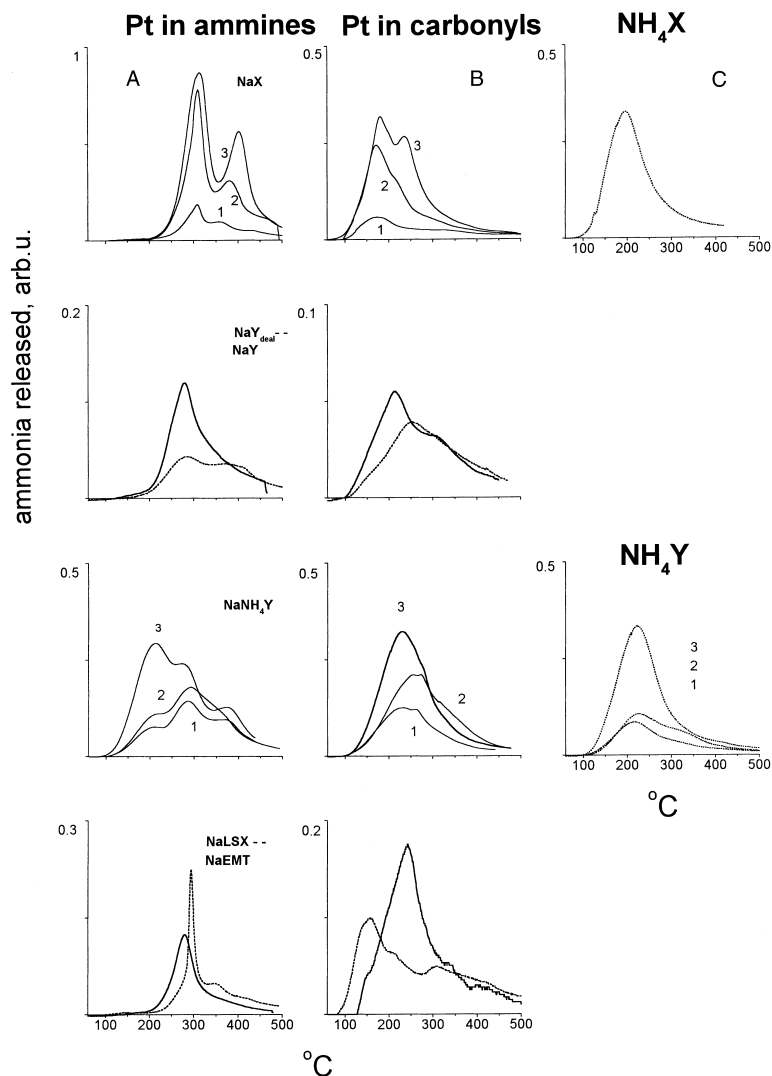 Pt in ammines Pt in carbonyls NH4X
1 0.5 0.5
A NaX B C
3
2
1
3
2
1
100 200 300 400 500
ammonia released, arb.u.
0.2 0.1
NaYdeal--
NaY
NH4Y
0.5 0.5 0.5
NaNH4Y
3
2
1
3
2
1
3
2
1
100 200 300 400 500
°C
0.3 0.2
NaLSX --
NaEMT
100 200 300 400 500 100 200 300 400 500
°C